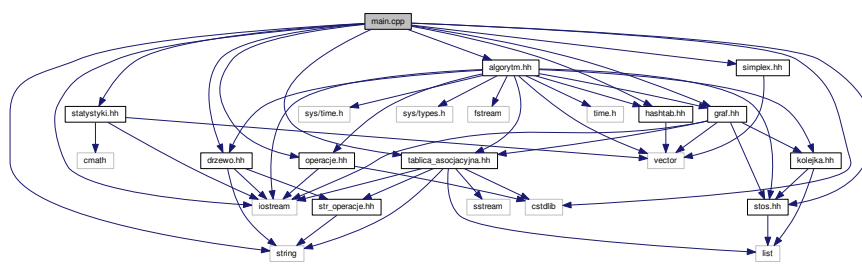 main.cpp
algorytm.hh
simplex.hh
statystyki.hh
sys/time.h
sys/types.h
fstream
time.h
hashtab.hh
graf.hh
cmath
drzewo.hh
operacje.hh
tablica_asocjacyjna.hh
vector
kolejka.hh
iostream
str_operacje.hh
sstream
cstdlib
stos.hh
string
list